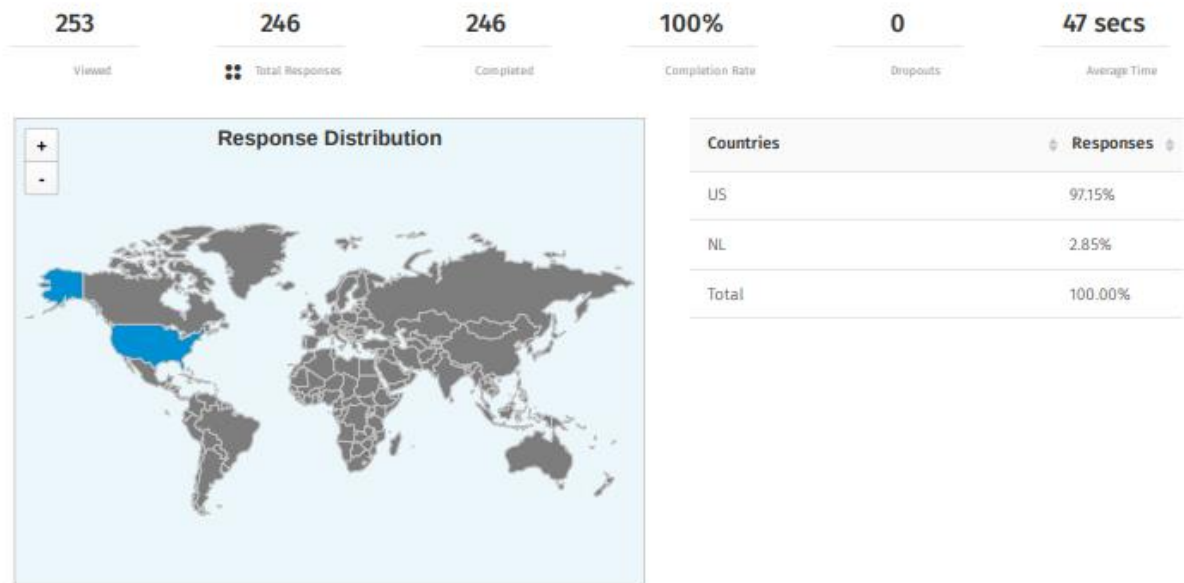 253 246 246 100% 0 47 secs
Viewed Total Responses Completed Completion Rate Dropouts Average Time
+
-
Response Distribution
Countries Responses
US 97.15%
NL 2.85%
Total 100.00%